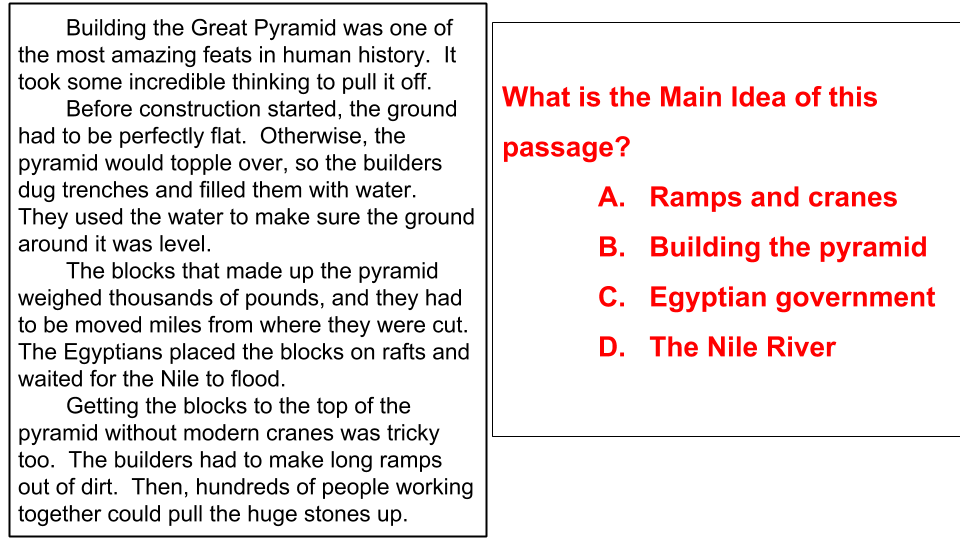 Building the Great Pyramid was one of
the most amazing feats in human history.  It
took some incredible thinking to pull it off.
Before construction started, the ground
had to be perfectly flat.  Otherwise, the
pyramid would topple over, so the builders
dug trenches and filled them with water.
They used the water to make sure the ground
around it was level.
The blocks that made up the pyramid
weighed thousands of pounds, and they had
to be moved miles from where they were cut.
The Egyptians placed the blocks on rafts and
waited for the Nile to flood.
Getting the blocks to the top of the
pyramid without modern cranes was tricky
too.  The builders had to make long ramps
out of dirt.  Then, hundreds of people working
together could pull the huge stones up.
What is the Main Idea of this
passage?
A. Ramps and cranes
B. Building the pyramid
C. Egyptian government
D. The Nile River